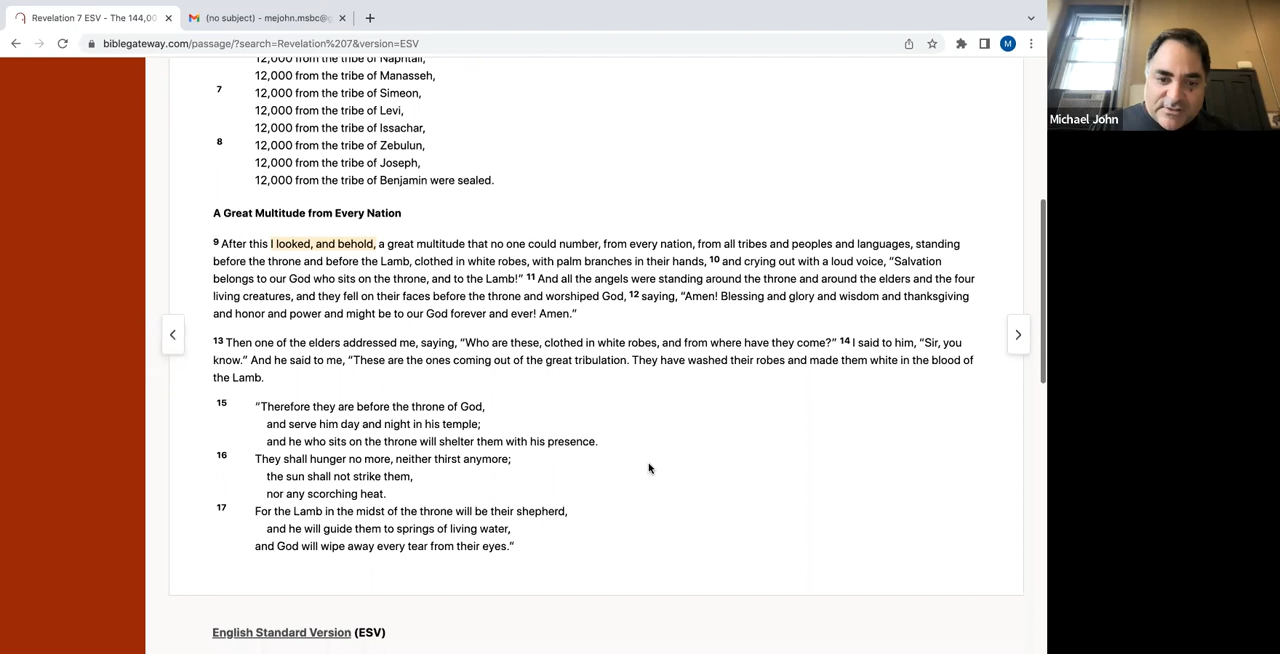 Revelation 7 ESV - The 144,00
(no subject) - mejohn.msbc@g
biblegateway.com/passage/?search=Revelation%207&version=ESV
M
Michael John
12,000 from the tribe of Naphtali,
12,000 from the tribe of Manasseh,
7 12,000 from the tribe of Simeon,
12,000 from the tribe of Levi,
12,000 from the tribe of Issachar,
8 12,000 from the tribe of Zebulun,
12,000 from the tribe of Joseph,
12,000 from the tribe of Benjamin were sealed.
A Great Multitude from Every Nation
9 After this I looked, and behold, a great multitude that no one could number, from every nation, from all tribes and peoples and languages, standing
before the throne and before the Lamb, clothed in white robes, with palm branches in their hands, 10 and crying out with a loud voice, “Salvation
belongs to our God who sits on the throne, and to the Lamb!” 11 And all the angels were standing around the throne and around the elders and the four
living creatures, and they fell on their faces before the throne and worshiped God, 12 saying, “Amen! Blessing and glory and wisdom and thanksgiving
and honor and power and might be to our God forever and ever! Amen.”
13 Then one of the elders addressed me, saying, “Who are these, clothed in white robes, and from where have they come?” 14 I said to him, “Sir, you
know.” And he said to me, “These are the ones coming out of the great tribulation. They have washed their robes and made them white in the blood of
the Lamb.
15 “Therefore they are before the throne of God,
and serve him day and night in his temple;
and he who sits on the throne will shelter them with his presence.
16 They shall hunger no more, neither thirst anymore;
the sun shall not strike them,
nor any scorching heat.
17 For the Lamb in the midst of the throne will be their shepherd,
and he will guide them to springs of living water,
and God will wipe away every tear from their eyes.”
English Standard Version (ESV)